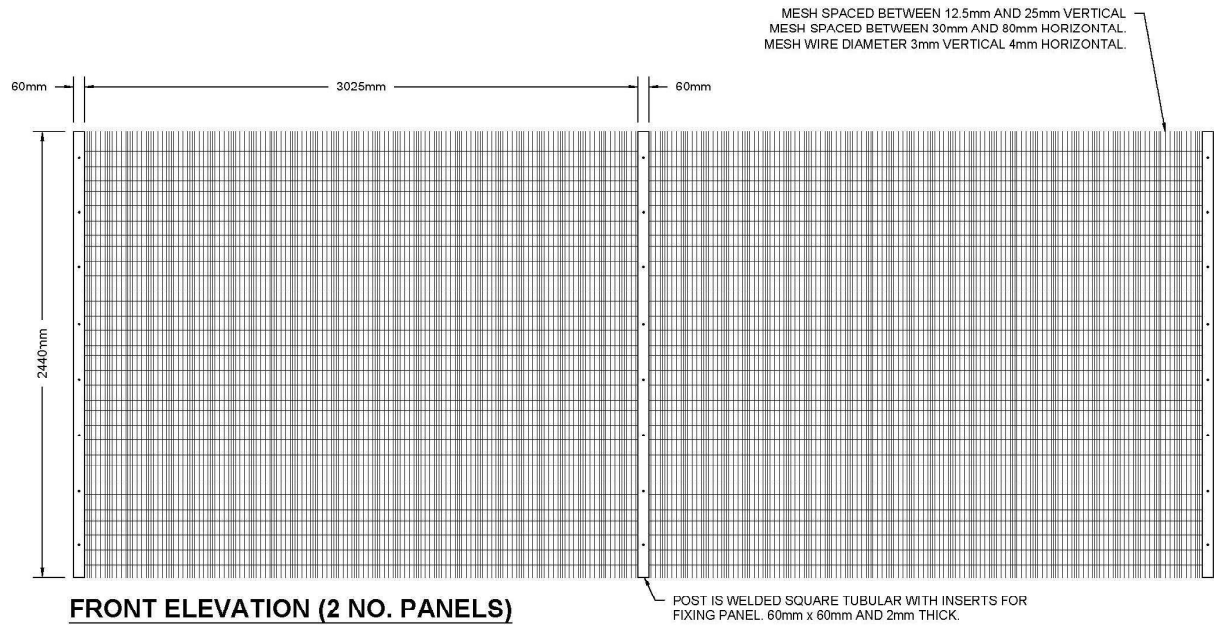 MESH SPACED BETWEEN 12.5mm AND 25mm VERTICAL
MESH SPACED BETWEEN 30mm AND 80mm HORIZONTAL.
MESH WIRE DIAMETER 3mm VERTICAL 4mm HORIZONTAL.
60mm
3025mm
60mm
2440mm
FRONT ELEVATION (2 NO. PANELS)
POST IS WELDED SQUARE TUBULAR WITH INSERTS FOR
FIXING PANEL. 60mm x 60mm AND 2mm THICK.